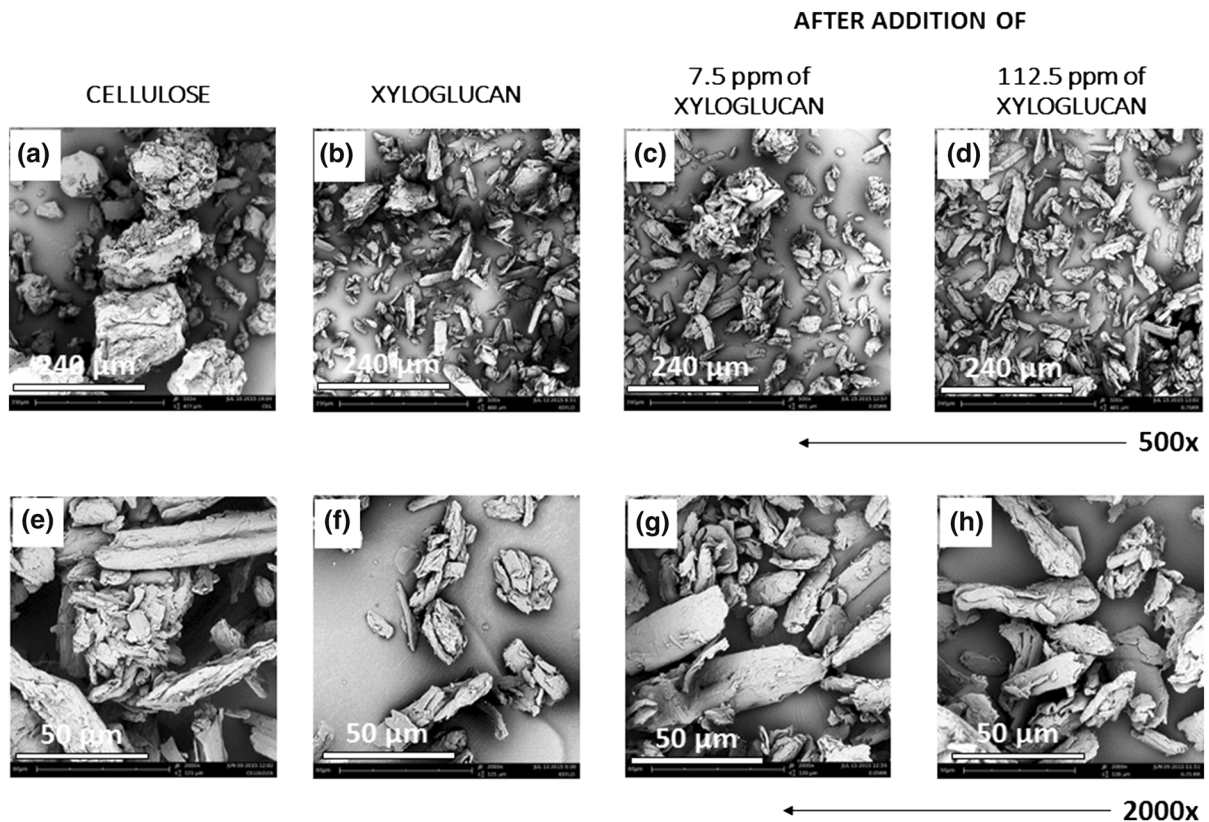 AFTER ADDITION OF
CELLULOSE
XYLOGLUCAN
7.5 ppm of
XYLOGLUCAN
112.5 ppm of
XYLOGLUCAN
(a)
(b)
(c)
(d)
240 µm
240 µm
240 µm
240 µm
500x
(e)
(f)
(g)
(h)
50 µm
50 µm
50 µm
50 µm
2000x